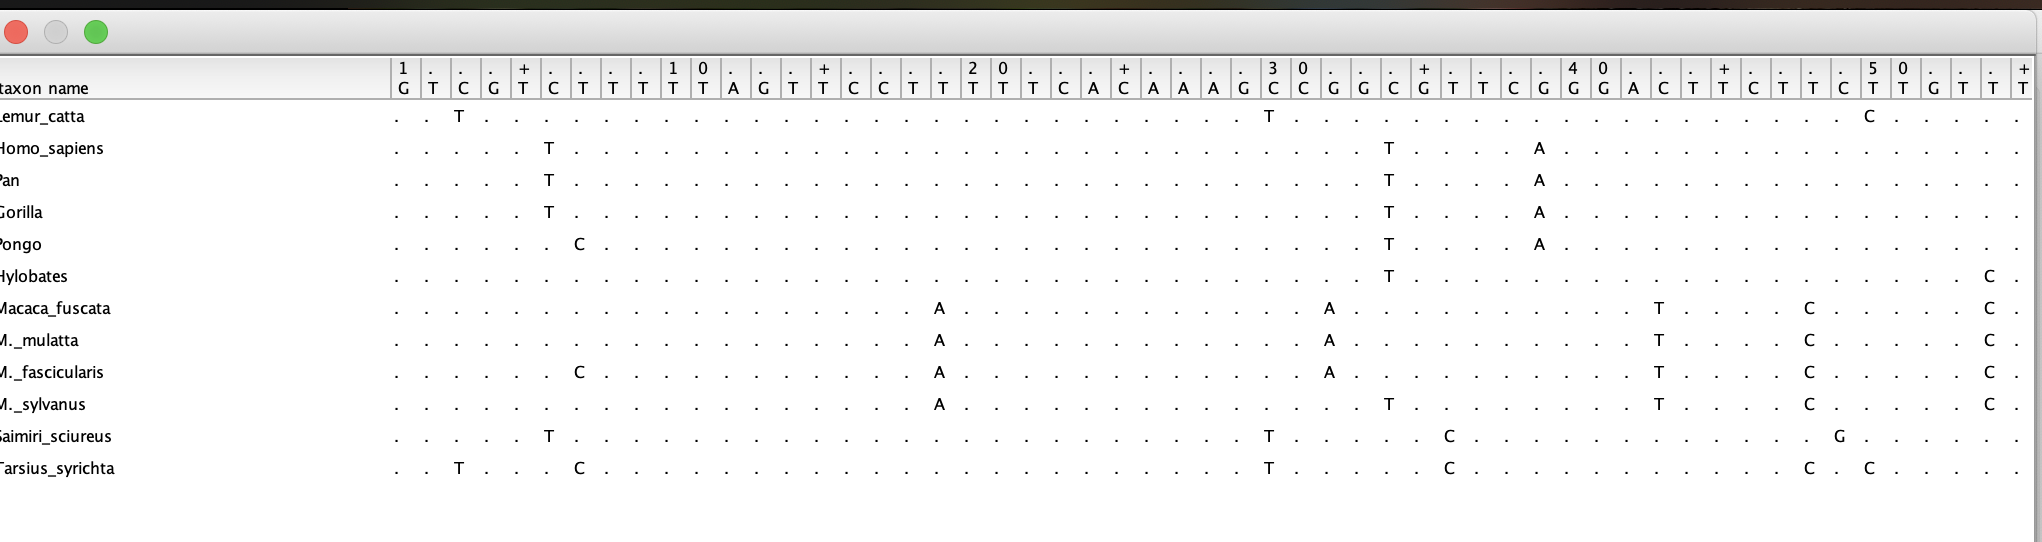 1 . . . + . . . . 1 0 . . . + . . . . 2 0 . . . + . . . . 3 0 . . . + . . . . 4 0 . . . + . . . . 5 0 . . . +
taxon name G T C G T C T T T T T A G T T C C T T T T T C A C A A A G C C G G C G T T C G G G A C T T C T T C T T G T T T
Lemur_catta . . T . . . . . . . . . . . . . . . . . . . . . . . . . . T . . . . . . . . . . . . . . . . . . . C . . . . .
Homo_sapiens . . . . . T . . . . . . . . . . . . . . . . . . . . . . . . . . . T . . . . A . . . . . . . . . . . . . . . .
Pan . . . . . T . . . . . . . . . . . . . . . . . . . . . . . . . . . T . . . . A . . . . . . . . . . . . . . . .
Gorilla . . . . . T . . . . . . . . . . . . . . . . . . . . . . . . . . . T . . . . A . . . . . . . . . . . . . . . .
Pongo . . . . . . C . . . . . . . . . . . . . . . . . . . . . . . . . . T . . . . A . . . . . . . . . . . . . . . .
Hylobates . . . . . . . . . . . . . . . . . . . . . . . . . . . . . . . . . T . . . . . . . . . . . . . . . . . . . C .
Macaca_fuscata . . . . . . . . . . . . . . . . . . A . . . . . . . . . . . . A . . . . . . . . . . T . . . . C . . . . . C .
M._mulatta . . . . . . . . . . . . . . . . . . A . . . . . . . . . . . . A . . . . . . . . . . T . . . . C . . . . . C .
M._fascicularis . . . . . . C . . . . . . . . . . . A . . . . . . . . . . . . A . . . . . . . . . . T . . . . C . . . . . C .
M._sylvanus . . . . . . . . . . . . . . . . . . A . . . . . . . . . . . . . . T . . . . . . . . T . . . . C . . . . . C .
Saimiri_sciureus . . . . . T . . . . . . . . . . . . . . . . . . . . . . . T . . . . . C . . . . . . . . . . . . G . . . . . .
Tarsius_syrichta . . T . . . C . . . . . . . . . . . . . . . . . . . . . . T . . . . . C . . . . . . . . . . . C . C . . . . .